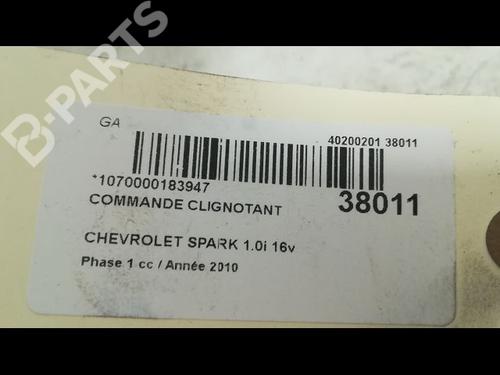 B-PARTS
GA
40200201 38011
*1070000183947
38011
COMMANDE CLIGNOTANT
CHEVROLET SPARK 1.0i 16v
Phase 1 cc / Année 2010